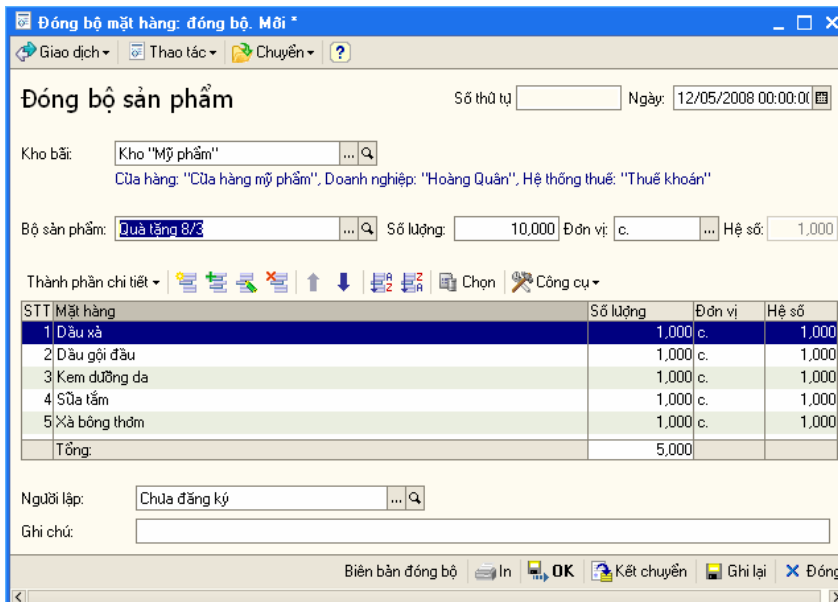 Đóng bộ mặt hàng: đóng bộ. Mới *
Giao dịch Thao tác Chuyển ?
Đóng bộ sản phẩm Số thứ tự Ngày: 12/05/2008 00:00:00
Kho bãi: Kho "Mỹ phẩm" ...
Cửa hàng: "Cửa hàng mỹ phẩm", Doanh nghiệp: "Hoàng Quân", Hệ thống thuế: "Thuế khoán"
Bộ sản phẩm: Quà tặng 8/3 ... Số lượng: 10,000 Đơn vị: c. ... Hệ số: 1,000
Thành phần chi tiết Chọn Công cụ
STT Mặt hàng Số lượng Đơn vị Hệ số
1 Dầu xả 1,000 c. 1,000
2 Dầu gội đầu 1,000 c. 1,000
3 Kem dưỡng da 1,000 c. 1,000
4 Sữa tắm 1,000 c. 1,000
5 Xà bông thơm 1,000 c. 1,000
Tổng: 5,000
Người lập: Chưa đăng ký ...
Ghi chú:
Biên bản đóng bộ In OK Kết chuyển Ghi lại Đóng